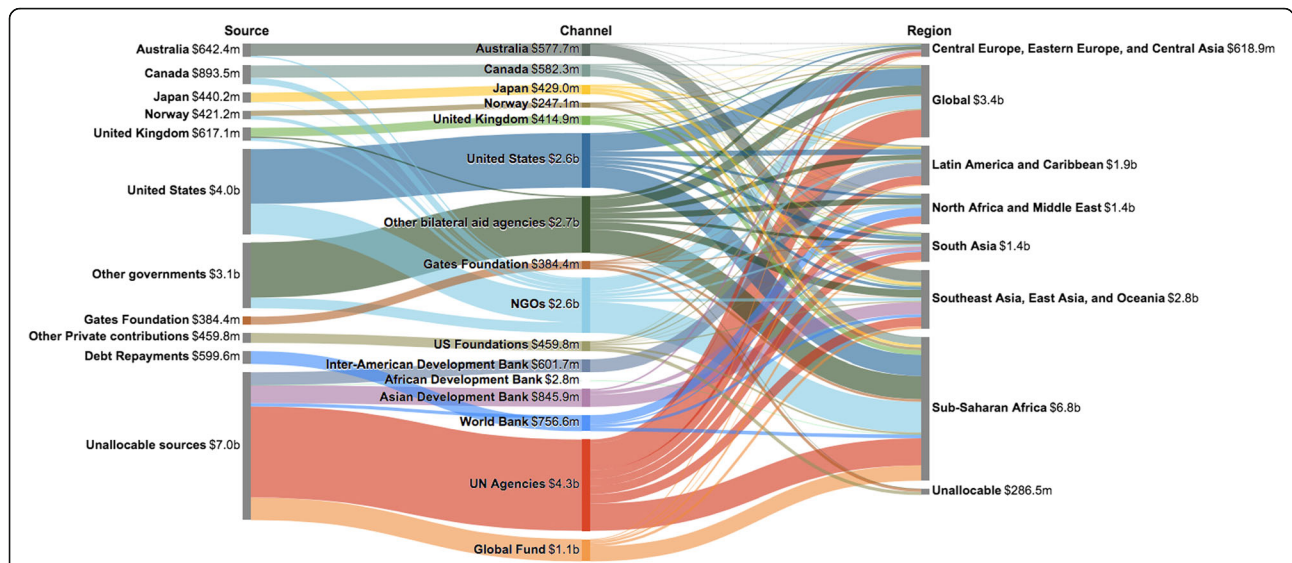 Source
Channel
Region
Australia $642.4m
Canada $893.5m
Japan $440.2m
Norway $421.2m
United Kingdom $617.1m
United States $4.0b
Other governments $3.1b
Gates Foundation $384.4m
Other Private contributions $459.8m
Debt Repayments $599.6m
Unallocable sources $7.0b
Australia $577.7m
Canada $582.3m
Japan $429.0m
Norway $247.1m
United Kingdom $414.9m
United States $2.6b
Other bilateral aid agencies $2.7b
Gates Foundation $384.4m
NGOs $2.6b
US Foundations $459.8m
Inter-American Development Bank $601.7m
African Development Bank $2.8m
Asian Development Bank $845.9m
World Bank $756.6m
UN Agencies $4.3b
Global Fund $1.1b
Central Europe, Eastern Europe, and Central Asia $618.9m
Global $3.4b
Latin America and Caribbean $1.9b
North Africa and Middle East $1.4b
South Asia $1.4b
Southeast Asia, East Asia, and Oceania $2.8b
Sub-Saharan Africa $6.8b
Unallocable $286.5m